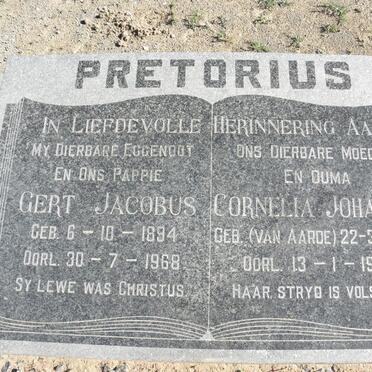 PRETORIUS
IN LIEFDEVOLLE HERINNERING AA
MY DIERBARE EGGENOOT
EN ONS PAPPIE
GERT JACOBUS
GEB. 6 - 10 - 1894
OORL. 30 - 7 - 1968
SY LEWE WAS CHRISTUS.
ONS DIERBARE MOED
EN OUMA
CORNELIA JOHA
GEB. (VAN AARDE) 22-3
OORL. 13 - 1 - 19
HAAR STRYD IS VOLS